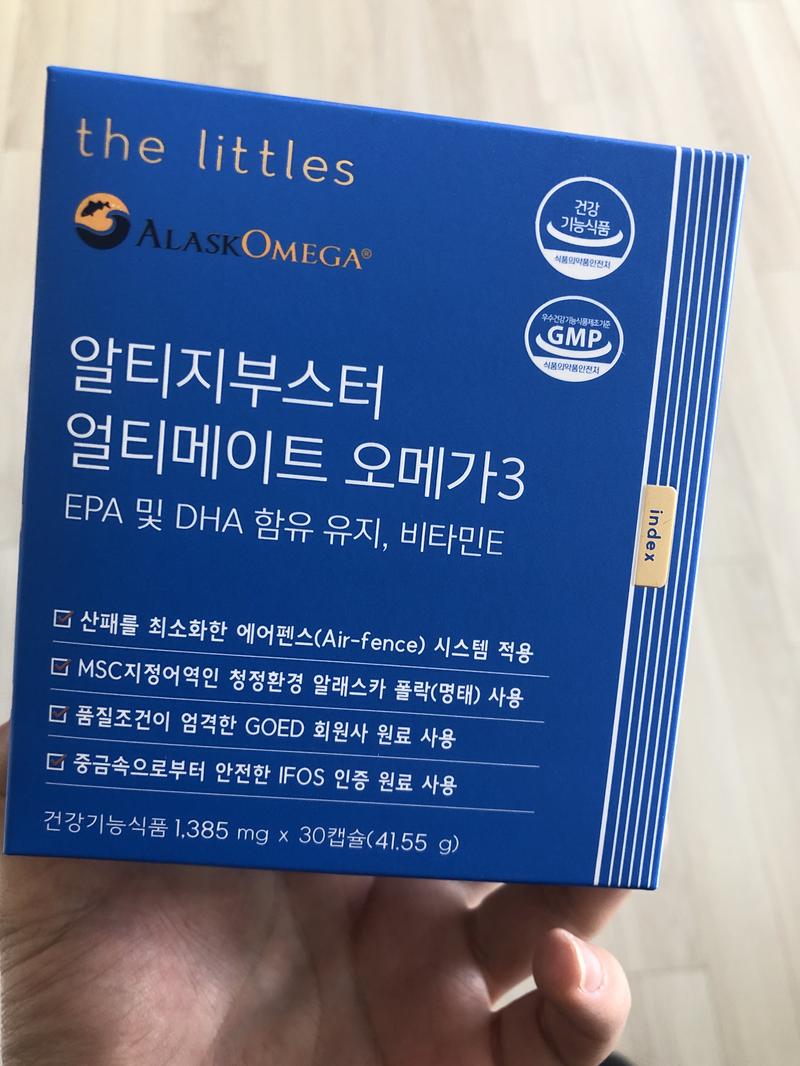 the littles
ALASKOMEGA®
건강
기능식품
식품의약품안전처
우수건강기능식품제조기준
GMP
식품의약품안전처
알티지부스터
얼티메이트 오메가3
EPA 및 DHA 함유 유지, 비타민E
index
산패를 최소화한 에어펜스(Air-fence) 시스템 적용
MSC지정어역인 청정환경 알래스카 폴락(명태) 사용
품질조건이 엄격한 GOED 회원사 원료 사용
중금속으로부터 안전한 IFOS 인증 원료 사용
건강기능식품 1,385 mg x 30캡슐(41.55 g)